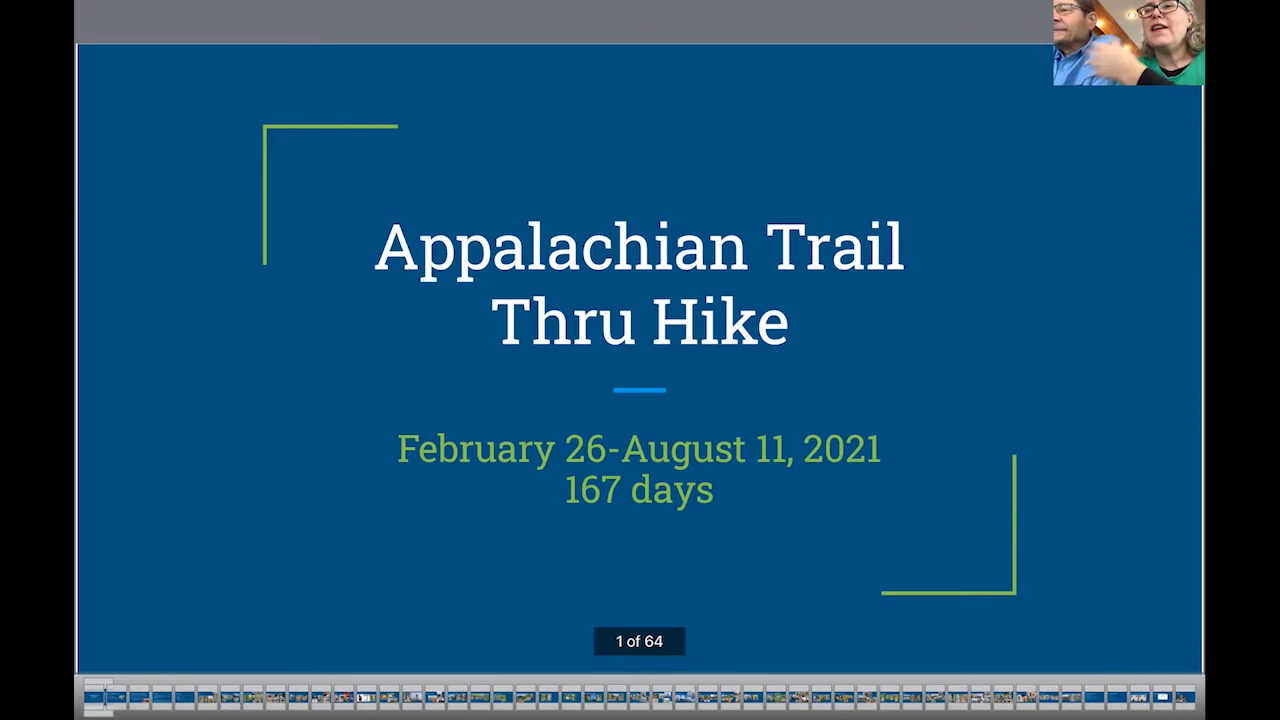 Appalachian Trail
Thru Hike
February 26-August 11, 2021
167 days
1 of 64